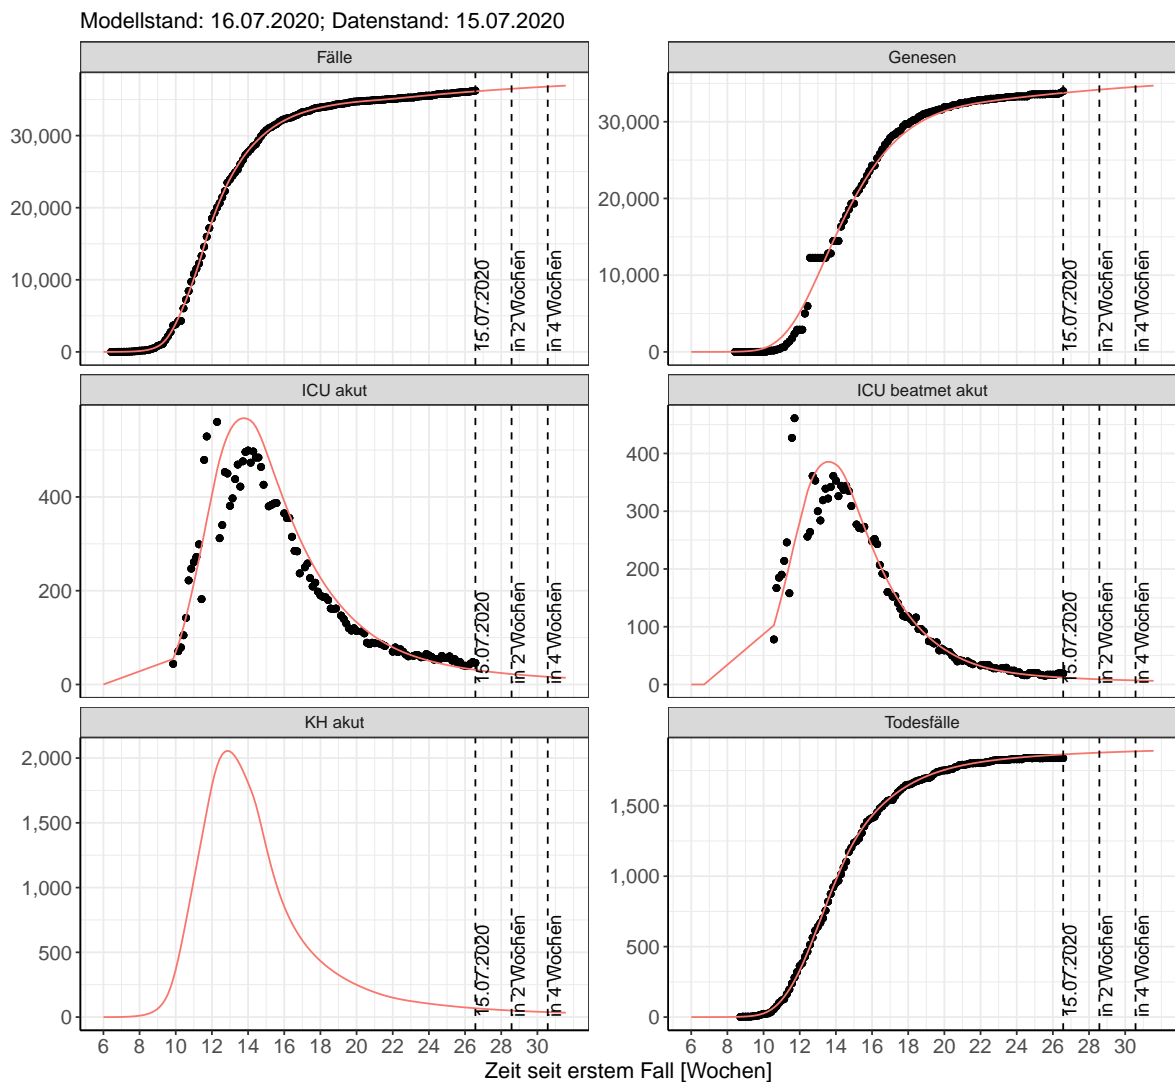 Modellstand: 16.07.2020; Datenstand: 15.07.2020
Fälle
Genesen
30,000
20,000
10,000
0
15.07.2020
in 2 Wochen
in 4 Wochen
30,000
20,000
10,000
0
15.07.2020
in 2 Wochen
in 4 Wochen
ICU akut
ICU beatmet akut
400
200
0
15.07.2020
in 2 Wochen
in 4 Wochen
400
300
200
100
0
15.07.2020
in 2 Wochen
in 4 Wochen
KH akut
Todesfälle
2,000
1,500
1,000
500
0
15.07.2020
in 2 Wochen
in 4 Wochen
1,500
1,000
500
0
15.07.2020
in 2 Wochen
in 4 Wochen
6 8 10 12 14 16 18 20 22 24 26 28 30
6 8 10 12 14 16 18 20 22 24 26 28 30
Zeit seit erstem Fall [Wochen]